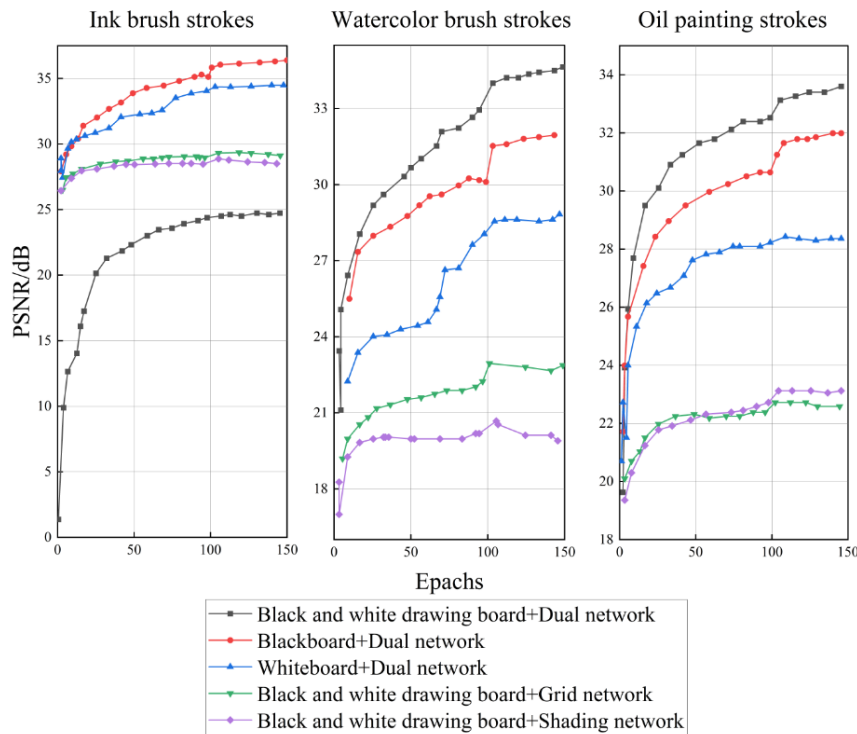 Ink brush strokes
Watercolor brush strokes
Oil painting strokes
PSNR/dB
35
30
25
20
15
10
5
0
0 50 100 150
33
30
27
24
21
18
0 50 100 150
34
32
30
28
26
24
22
20
18
0 50 100 150
Epachs
Black and white drawing board+Dual network
Blackboard+Dual network
Whiteboard+Dual network
Black and white drawing board+Grid network
Black and white drawing board+Shading network